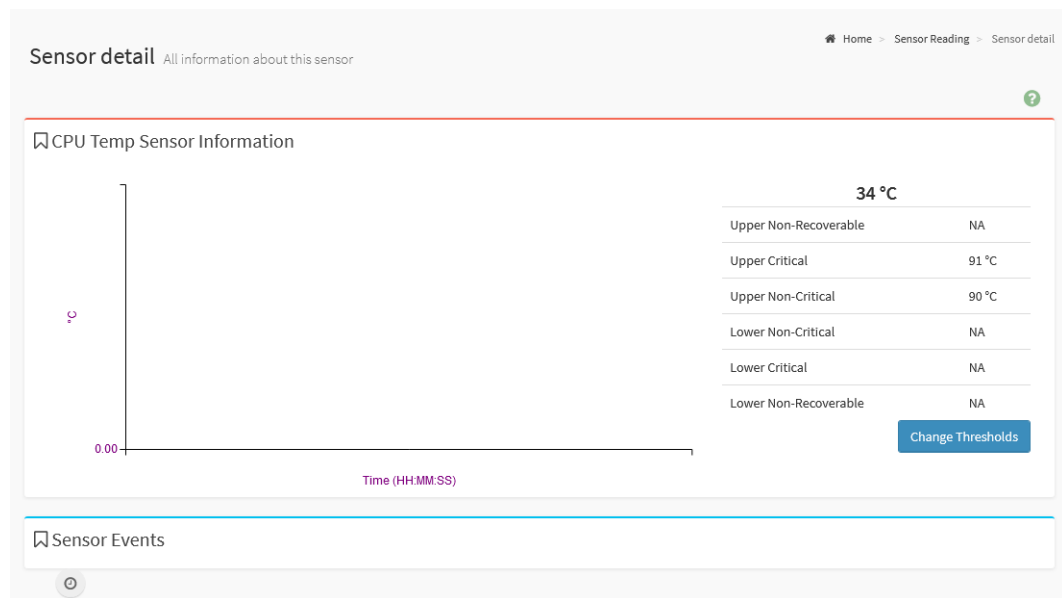 Sensor detail All information about this sensor
Home > Sensor Reading > Sensor detail
CPU Temp Sensor Information
34 °C
Upper Non-Recoverable NA
Upper Critical 91 °C
Upper Non-Critical 90 °C
Lower Non-Critical NA
Lower Critical NA
Lower Non-Recoverable NA
Change Thresholds
°C
0.00
Time (HH:MM:SS)
Sensor Events